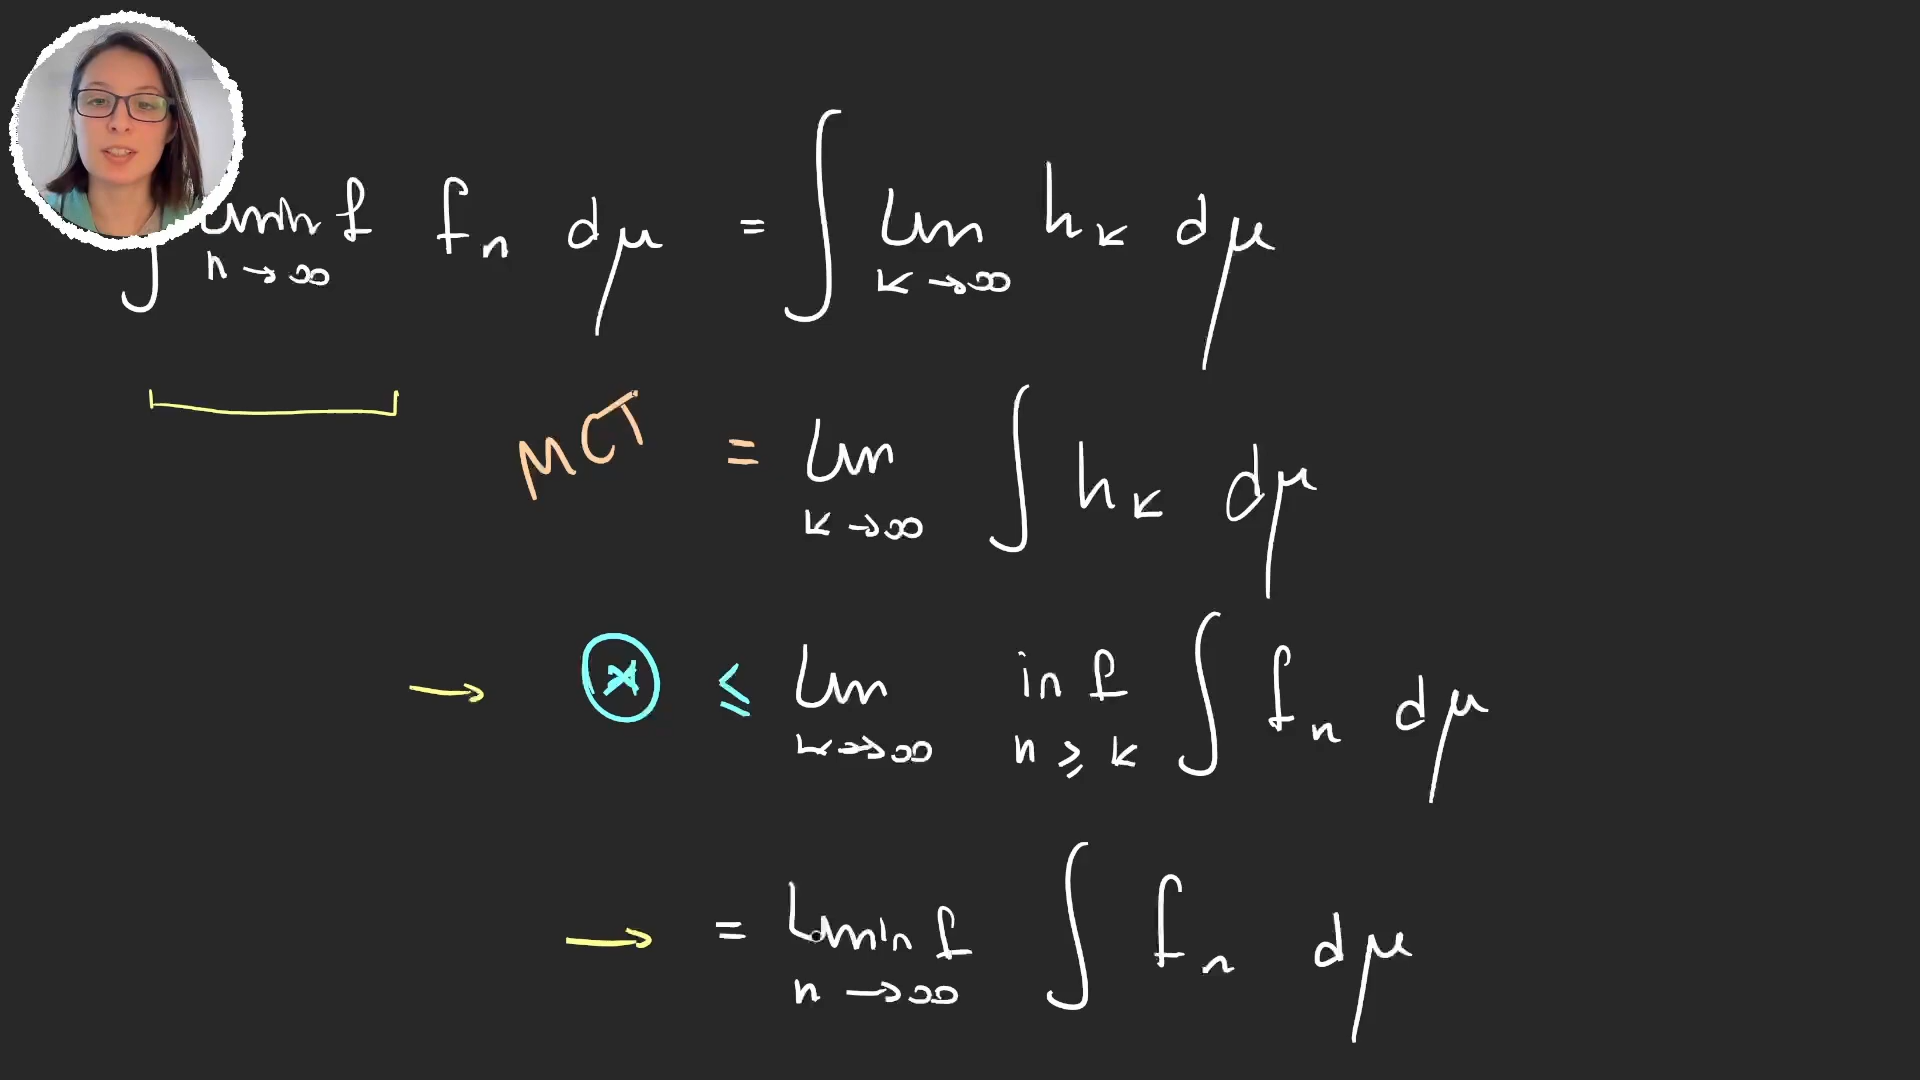 ∫ liminf_{n→∞} f_n dμ = ∫ lim_{k→∞} h_k dμ
MCT = lim_{k→∞} ∫ h_k dμ
→ ⊛ ≤ lim_{k→∞} inf_{n≥k} ∫ f_n dμ
→ = liminf_{n→∞} ∫ f_n dμ